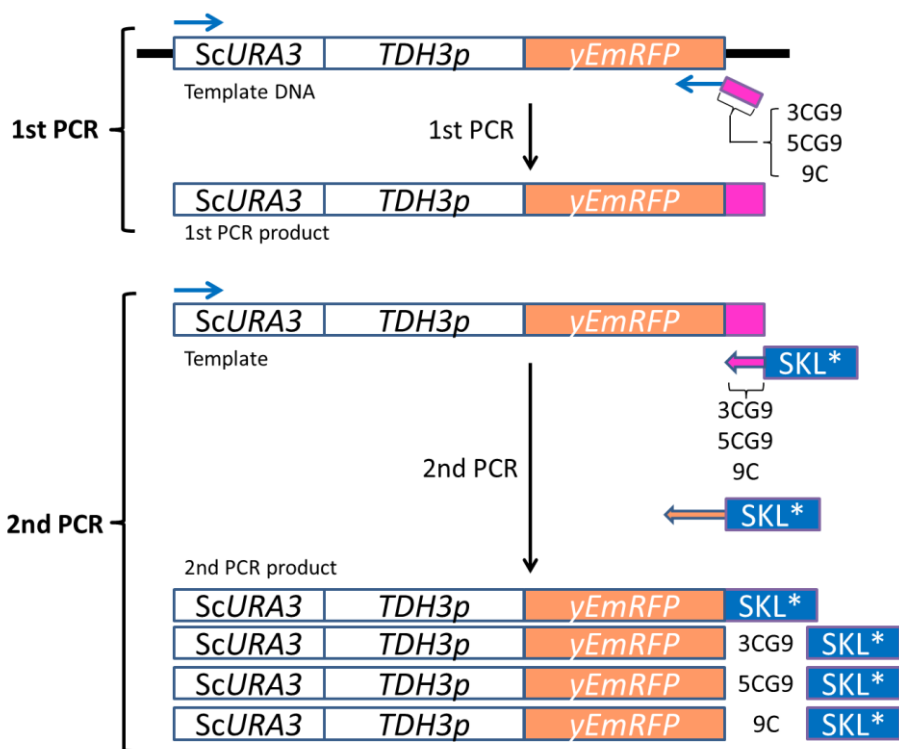 ScURA3 TDH3p yEmRFP
Template DNA
1st PCR
1st PCR
3CG9
5CG9
9C
ScURA3 TDH3p yEmRFP
1st PCR product
ScURA3 TDH3p yEmRFP
Template
SKL*
3CG9
5CG9
9C
2nd PCR
SKL*
2nd PCR
2nd PCR product
ScURA3 TDH3p yEmRFP SKL*
ScURA3 TDH3p yEmRFP 3CG9 SKL*
ScURA3 TDH3p yEmRFP 5CG9 SKL*
ScURA3 TDH3p yEmRFP 9C SKL*